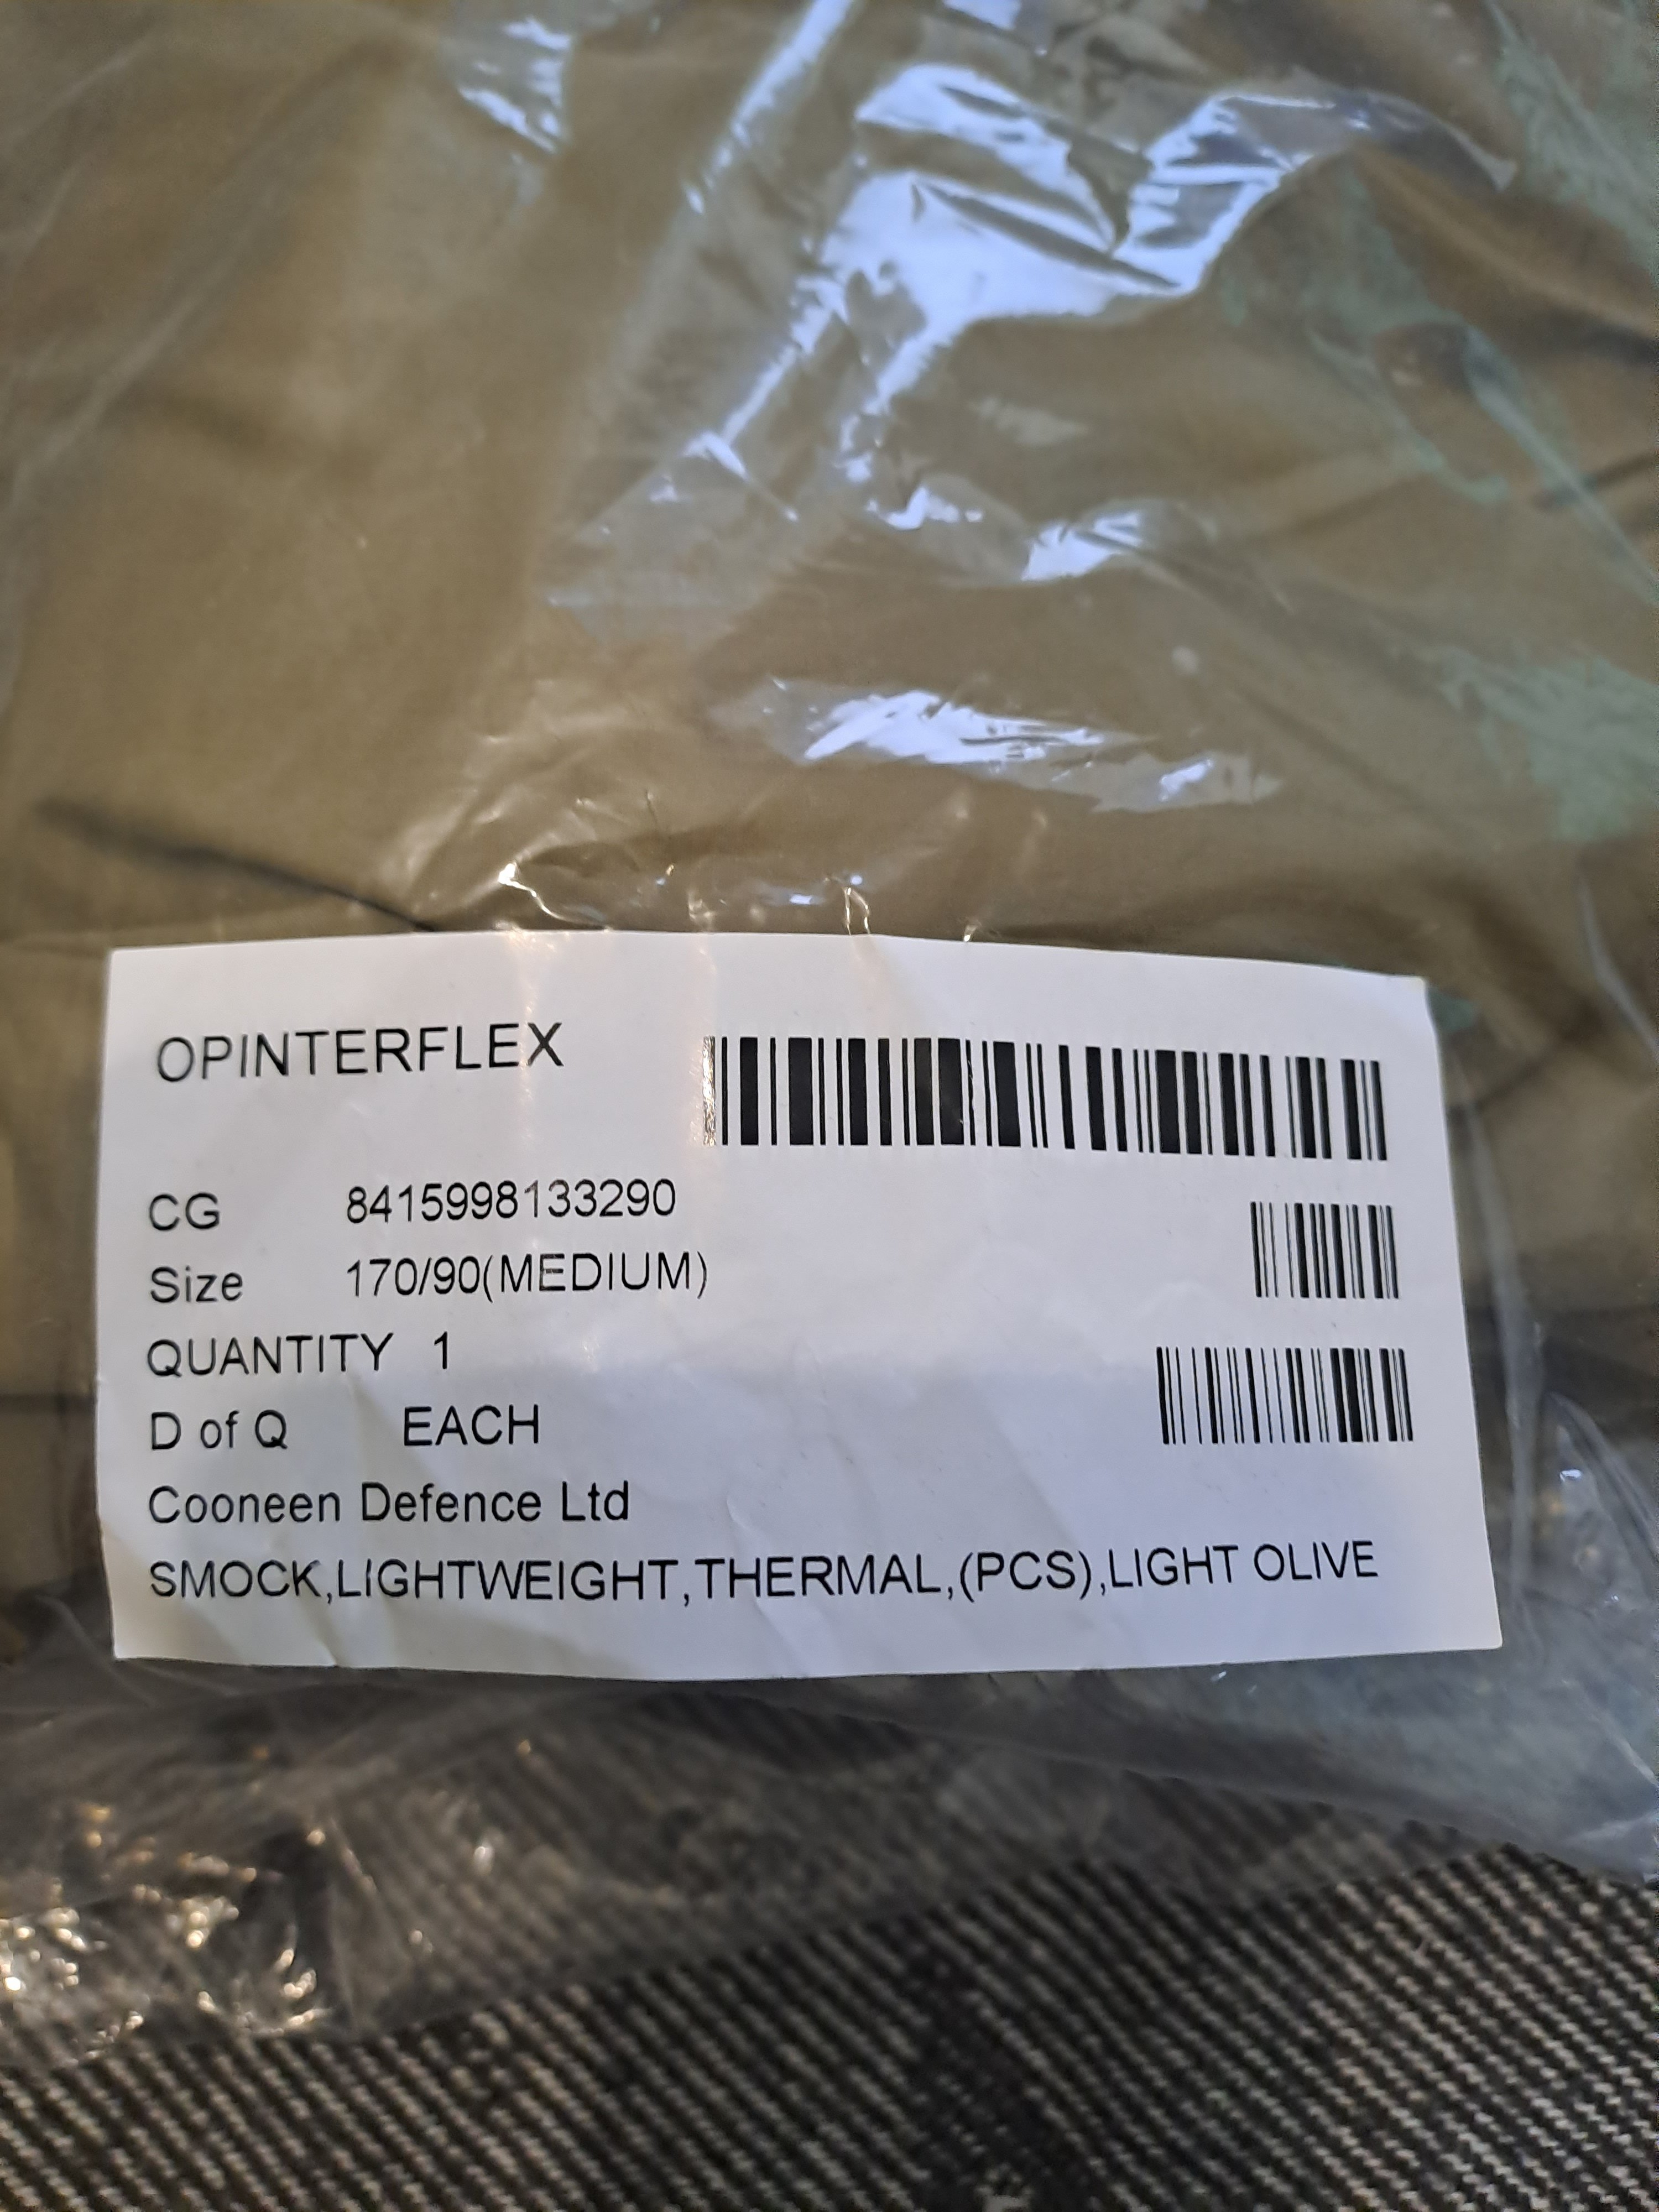 OPINTERFLEX
CG 8415998133290
Size 170/90(MEDIUM)
QUANTITY 1
D of Q EACH
Cooneen Defence Ltd
SMOCK,LIGHTWEIGHT,THERMAL,(PCS),LIGHT OLIVE